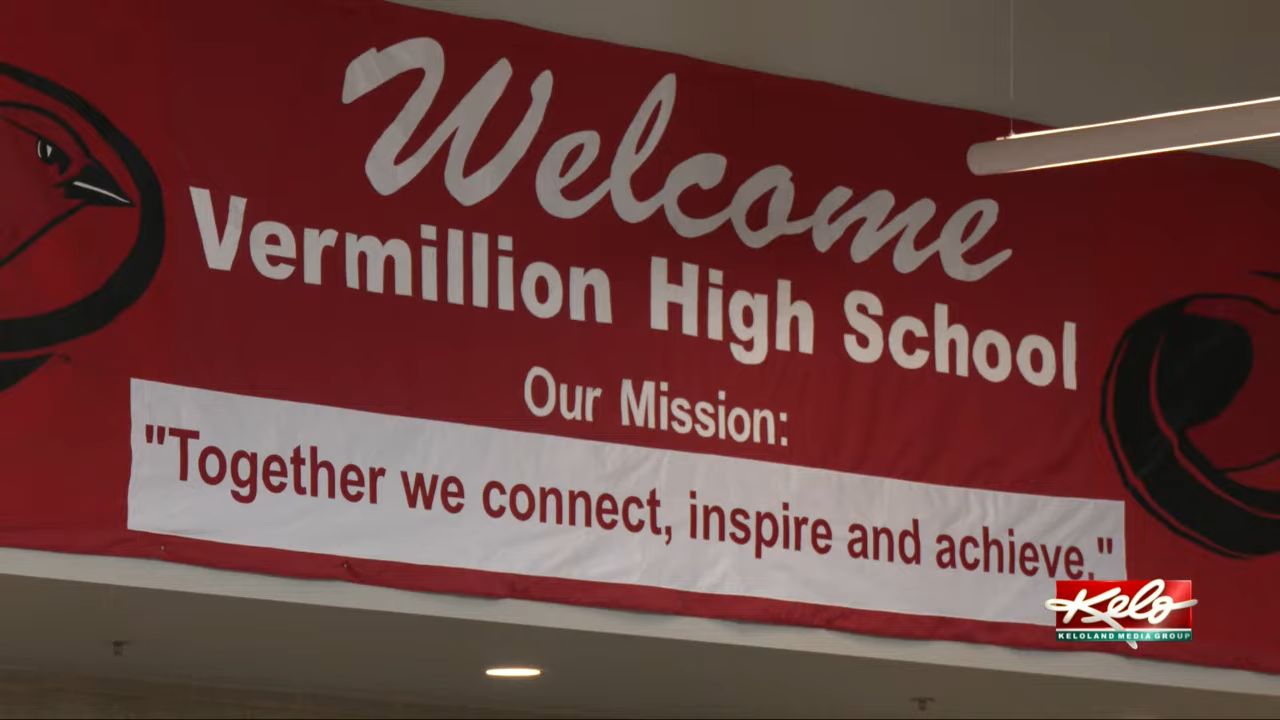 Welcome
Vermillion High School
Our Mission:
"Together we connect, inspire and achieve."
Kelo
KELOLAND MEDIA GROUP